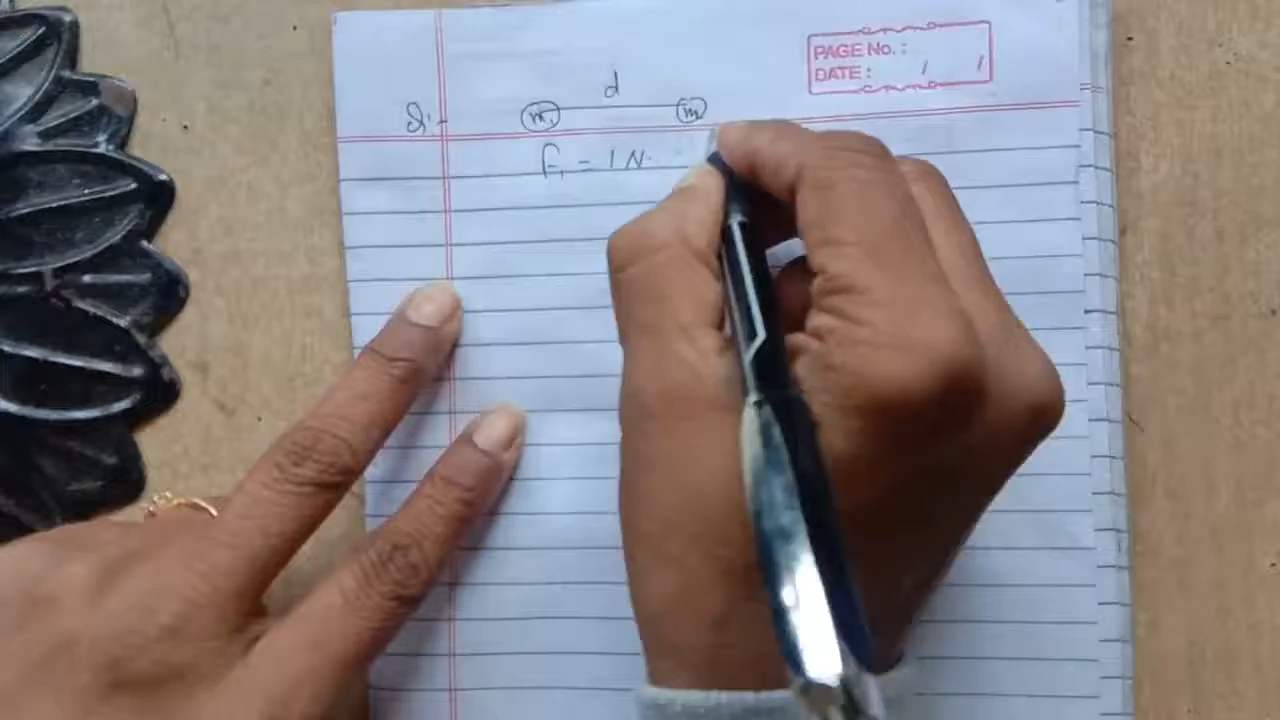 PAGE No.:
DATE: / /
d
m₁ m
F₁ = 1 N.